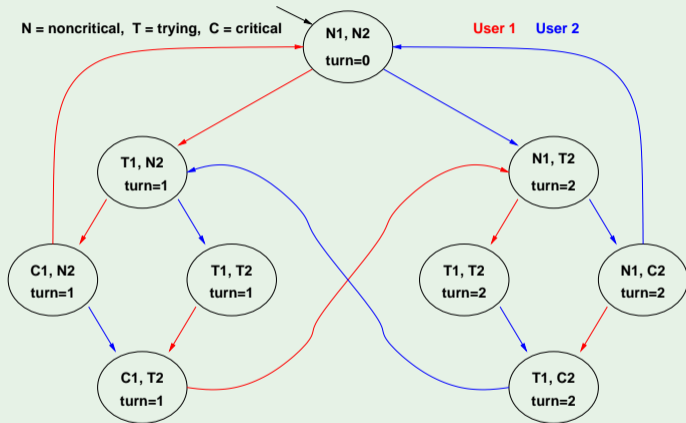 N = noncritical, T = trying, C = critical
User 1 User 2
N1, N2
turn=0
T1, N2
turn=1
N1, T2
turn=2
C1, N2
turn=1
T1, T2
turn=1
T1, T2
turn=2
N1, C2
turn=2
C1, T2
turn=1
T1, C2
turn=2